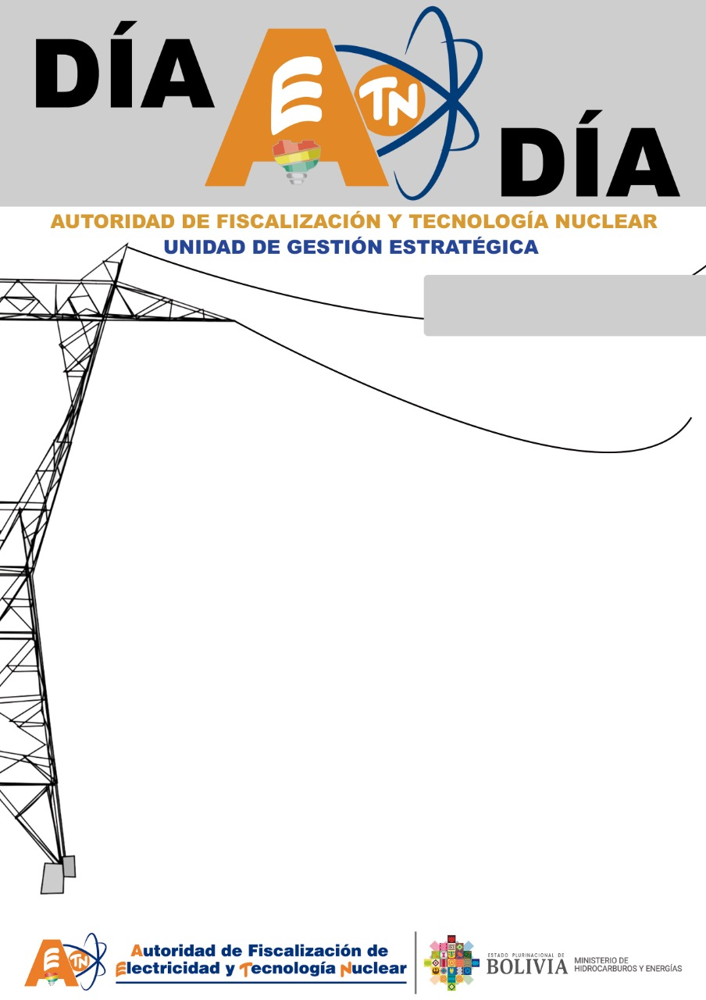 DÍA
AETN
DÍA
AUTORIDAD DE FISCALIZACIÓN Y TECNOLOGÍA NUCLEAR
UNIDAD DE GESTIÓN ESTRATÉGICA
AETN
Autoridad de Fiscalización de
Electricidad y Tecnología Nuclear
ESTADO PLURINACIONAL DE
BOLIVIA
MINISTERIO DE
HIDROCARBUROS Y ENERGÍAS